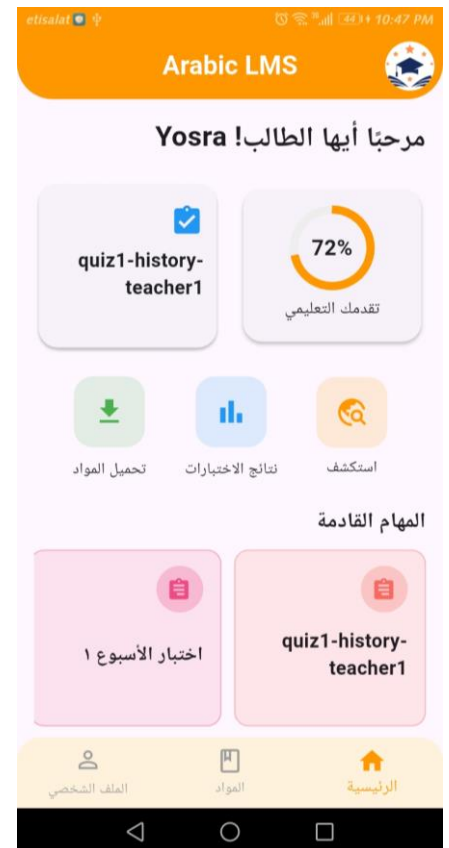 etisalat
44 10:47 PM
Arabic LMS
مرحبًا أيها الطالب! Yosra
72%
تقدمك التعليمي
quiz1-history-
teacher1
استكشف
نتائج الاختبارات
تحميل المواد
المهام القادمة
quiz1-history-
teacher1
اختبار الأسبوع ١
الرئيسية
المواد
الملف الشخصي